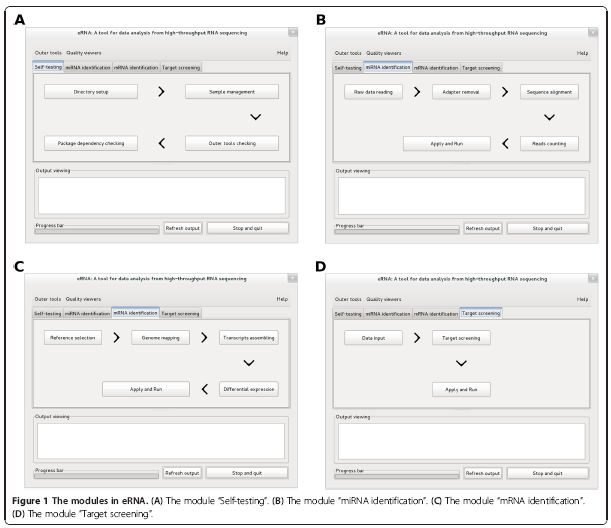 A
eRNA: A tool for data analysis from high-throughput RNA sequencing
Outer tools Quality viewers Help
Self-testing miRNA identification mRNA identification Target screening
Directory setup > Sample management
Package dependency checking < Outer tools checking
Output viewing
Progress bar
Refresh output Stop and quit
B
eRNA: A tool for data analysis from high-throughput RNA sequencing
Outer tools Quality viewers Help
Self-testing miRNA identification mRNA identification Target screening
Raw data reading > Adapter removal > Sequence alignment
Apply and Run < Reads counting
Output viewing
Progress bar
Refresh output Stop and quit
C
eRNA: A tool for data analysis from high-throughput RNA sequencing
Outer tools Quality viewers Help
Self-testing miRNA identification mRNA identification Target screening
Reference selection > Genome mapping > Transcripts assembling
Apply and Run < Differential expression
Output viewing
Progress bar
Refresh output Stop and quit
D
eRNA: A tool for data analysis from high-throughput RNA sequencing
Outer tools Quality viewers Help
Self-testing miRNA identification mRNA identification Target screening
Data input > Target screening
Apply and Run
Output viewing
Progress bar
Refresh output Stop and quit
Figure 1 The modules in eRNA. (A) The module "Self-testing". (B) The module "miRNA identification". (C) The module "mRNA identification".
(D) The module "Target screening".